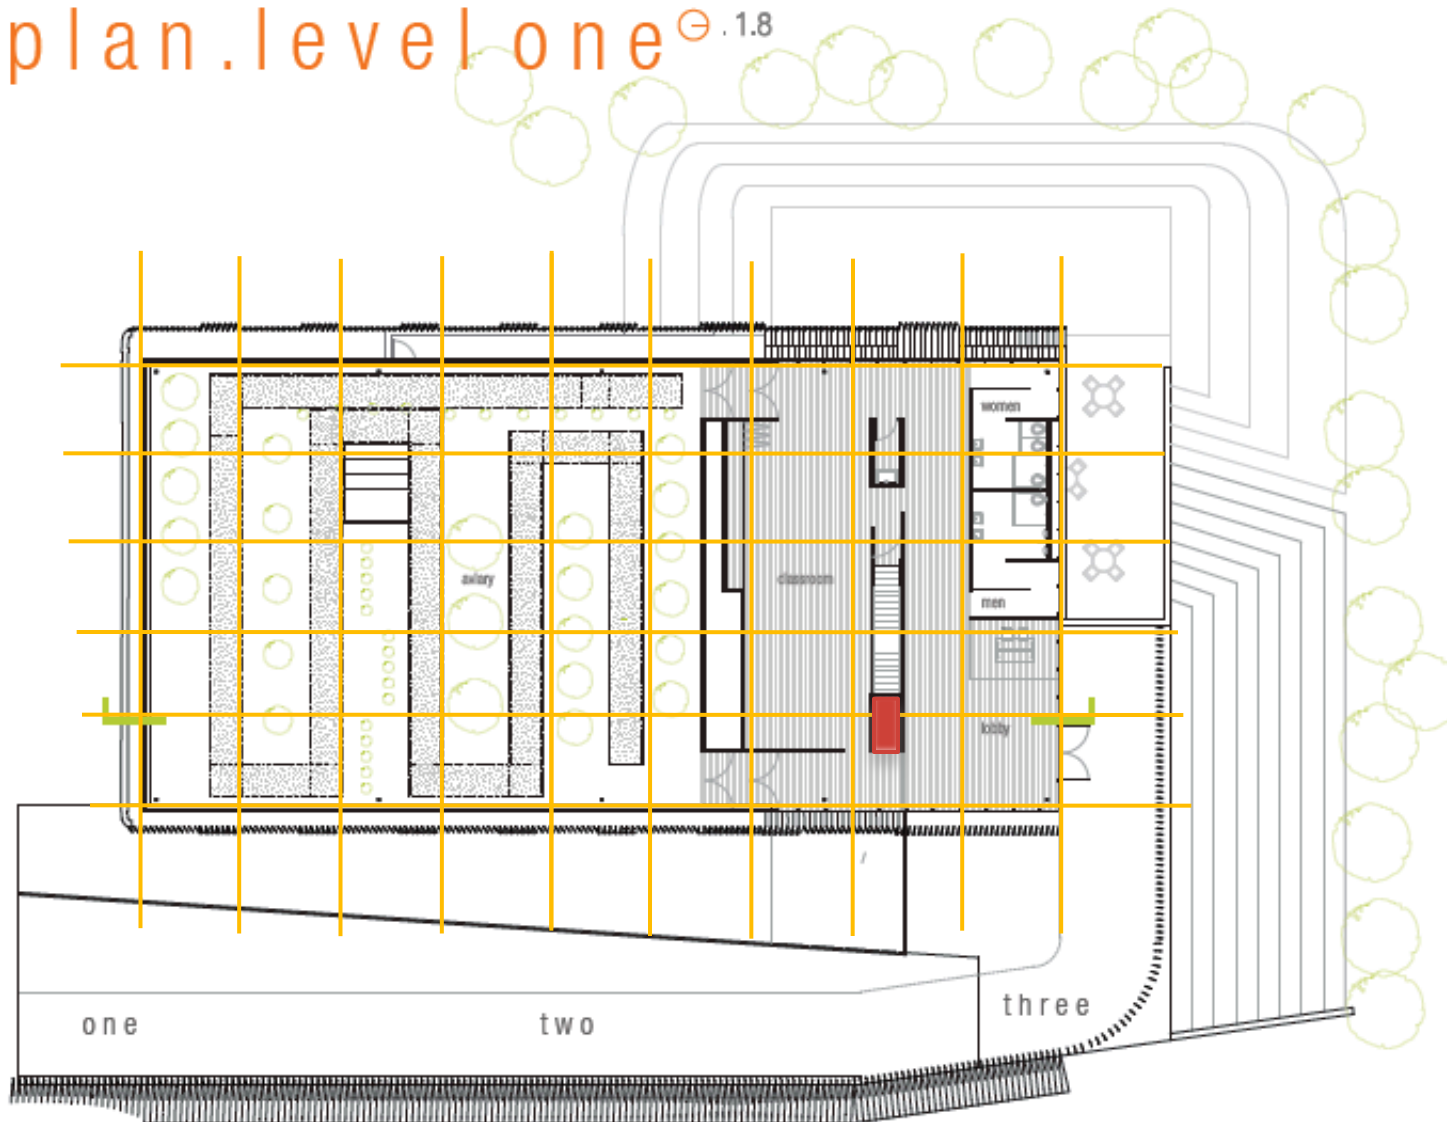 plan.level one . 1.8
women
aviary
classroom
men
lobby
one
two
three